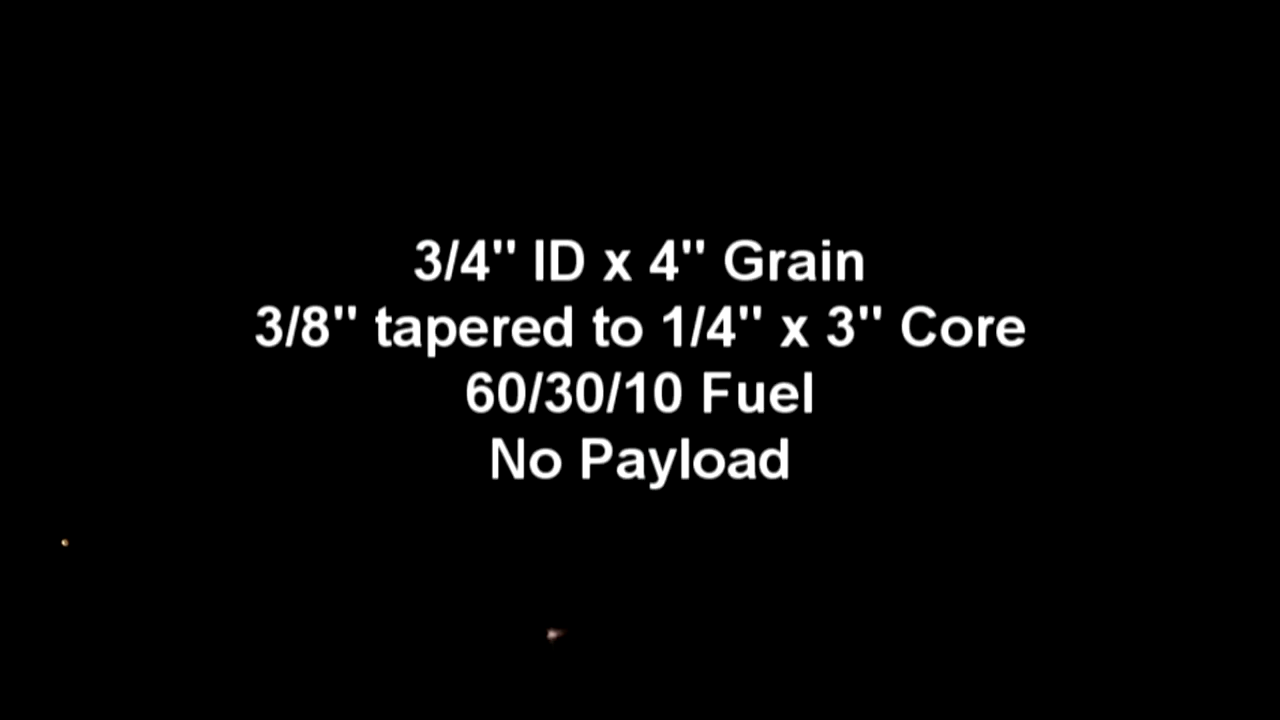 3/4" ID x 4" Grain
3/8" tapered to 1/4" x 3" Core
60/30/10 Fuel
No Payload